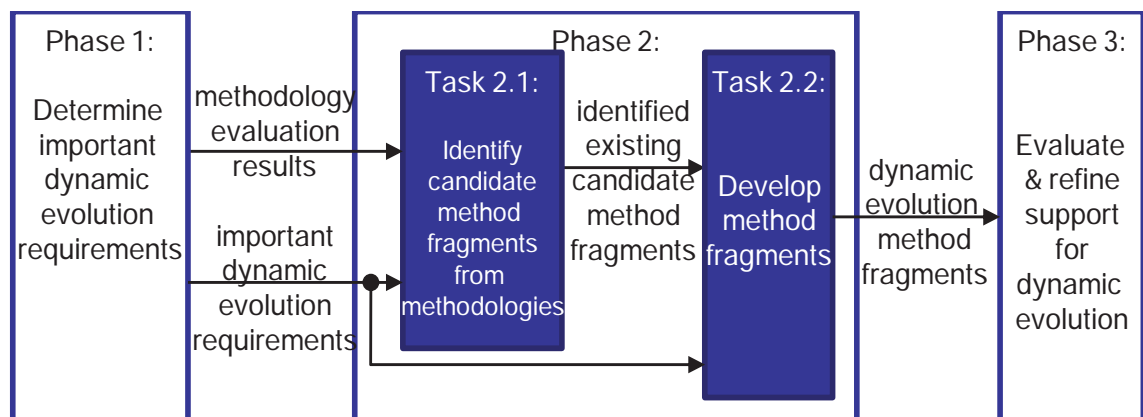 Phase 1:
Determine
important
dynamic
evolution
requirements
methodology
evaluation
results
important
dynamic
evolution
requirements
Phase 2:
Task 2.1:
Identify
candidate
method
fragments
from
methodologies
identified
existing
candidate
method
fragments
Task 2.2:
Develop
method
fragments
dynamic
evolution
method
fragments
Phase 3:
Evaluate
& refine
support
for
dynamic
evolution